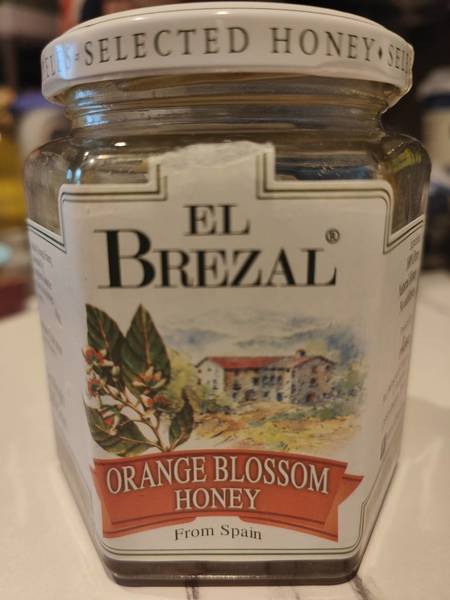 SELECTED HONEY
EL
BREZAL®
ORANGE BLOSSOM
HONEY
From Spain